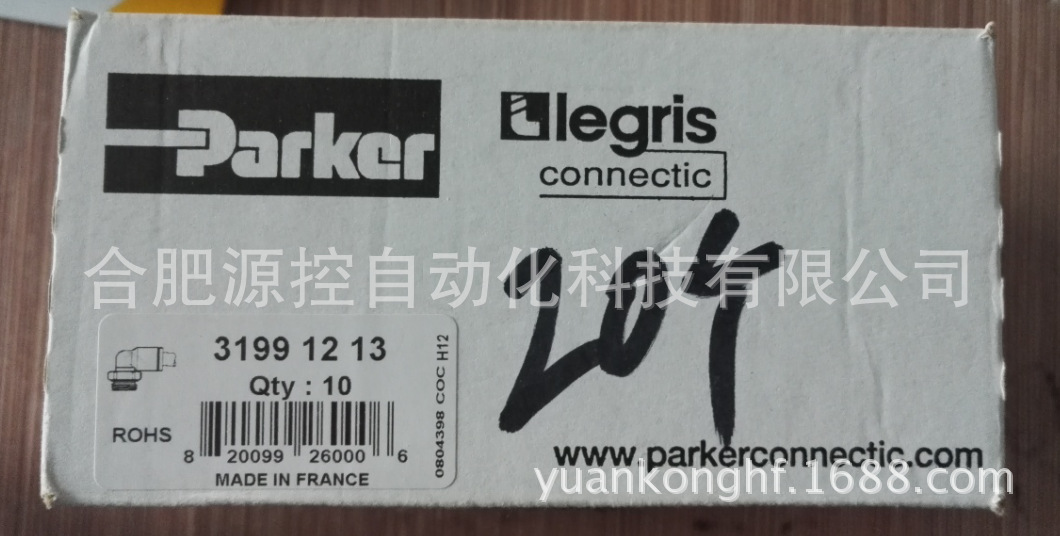 Parker
legris
connectic
204
合肥源控自动化科技有限公司
3199 12 13
Qty : 10
ROHS
8 20099 26000 6
MADE IN FRANCE
0804398 COC H12
www.parkerconnectic.com
yuankonghf.1688.com